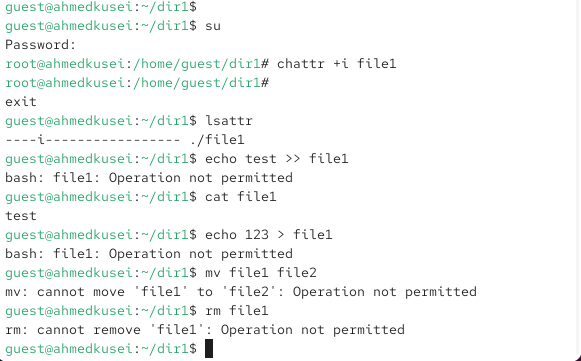 guest@ahmedkusei:~/dir1$
guest@ahmedkusei:~/dir1$ su
Password:
root@ahmedkusei:/home/guest/dir1# chattr +i file1
root@ahmedkusei:/home/guest/dir1#
exit
guest@ahmedkusei:~/dir1$ lsattr
----i----------------- ./file1
guest@ahmedkusei:~/dir1$ echo test >> file1
bash: file1: Operation not permitted
guest@ahmedkusei:~/dir1$ cat file1
test
guest@ahmedkusei:~/dir1$ echo 123 > file1
bash: file1: Operation not permitted
guest@ahmedkusei:~/dir1$ mv file1 file2
mv: cannot move 'file1' to 'file2': Operation not permitted
guest@ahmedkusei:~/dir1$ rm file1
rm: cannot remove 'file1': Operation not permitted
guest@ahmedkusei:~/dir1$